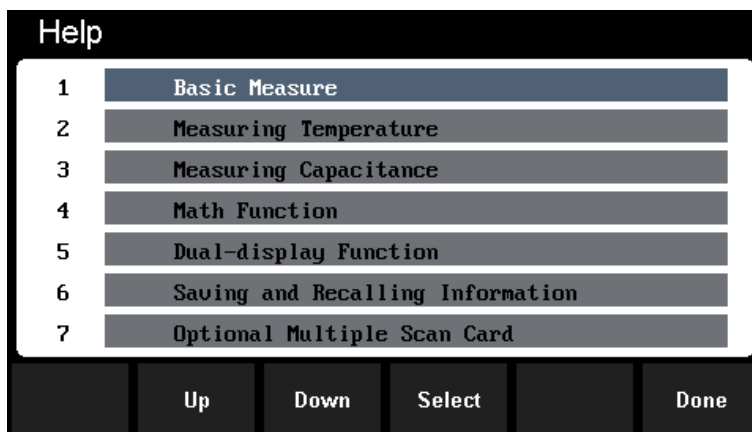 Help
1 Basic Measure
2 Measuring Temperature
3 Measuring Capacitance
4 Math Function
5 Dual-display Function
6 Saving and Recalling Information
7 Optional Multiple Scan Card
Up Down Select Done